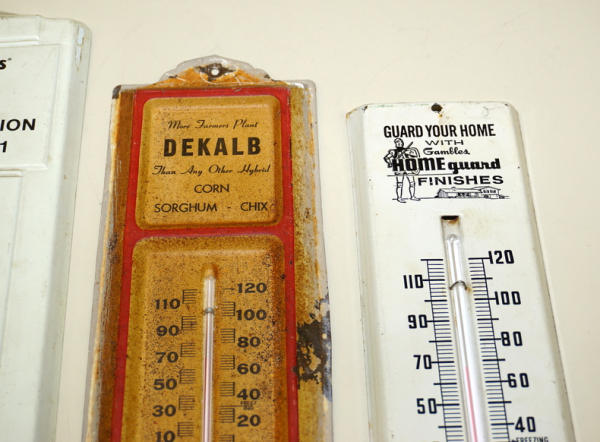 ION
1
More Farmers Plant
DEKALB
Than Any Other Hybrid
CORN
SORGHUM - CHIX
120
110
100
90
80
70
60
50
40
30
20
10
GUARD YOUR HOME
WITH
Gambles
HOME guard
FINISHES
120
110
100
90
80
70
60
50
40
FREEZING